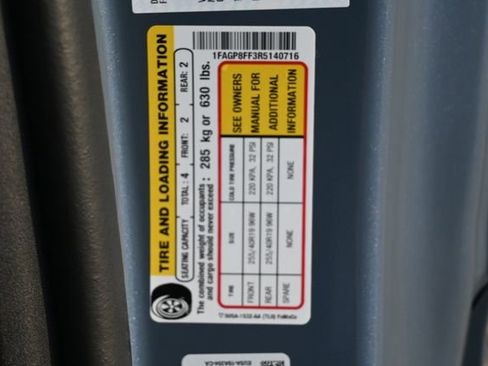 1FAGP8FF3R5140716
TIRE AND LOADING INFORMATION
SEATING CAPACITY TOTAL: 4 FRONT: 2 REAR: 2
The combined weight of occupants
and cargo should never exceed: 285 kg or 630 lbs.
TIRE SIZE COLD TIRE PRESSURE SEE OWNERS
FRONT 255/40R19 96W 220 KPA, 32 PSI MANUAL FOR
REAR 255/40R19 96W 220 KPA, 32 PSI ADDITIONAL
SPARE NONE NONE INFORMATION